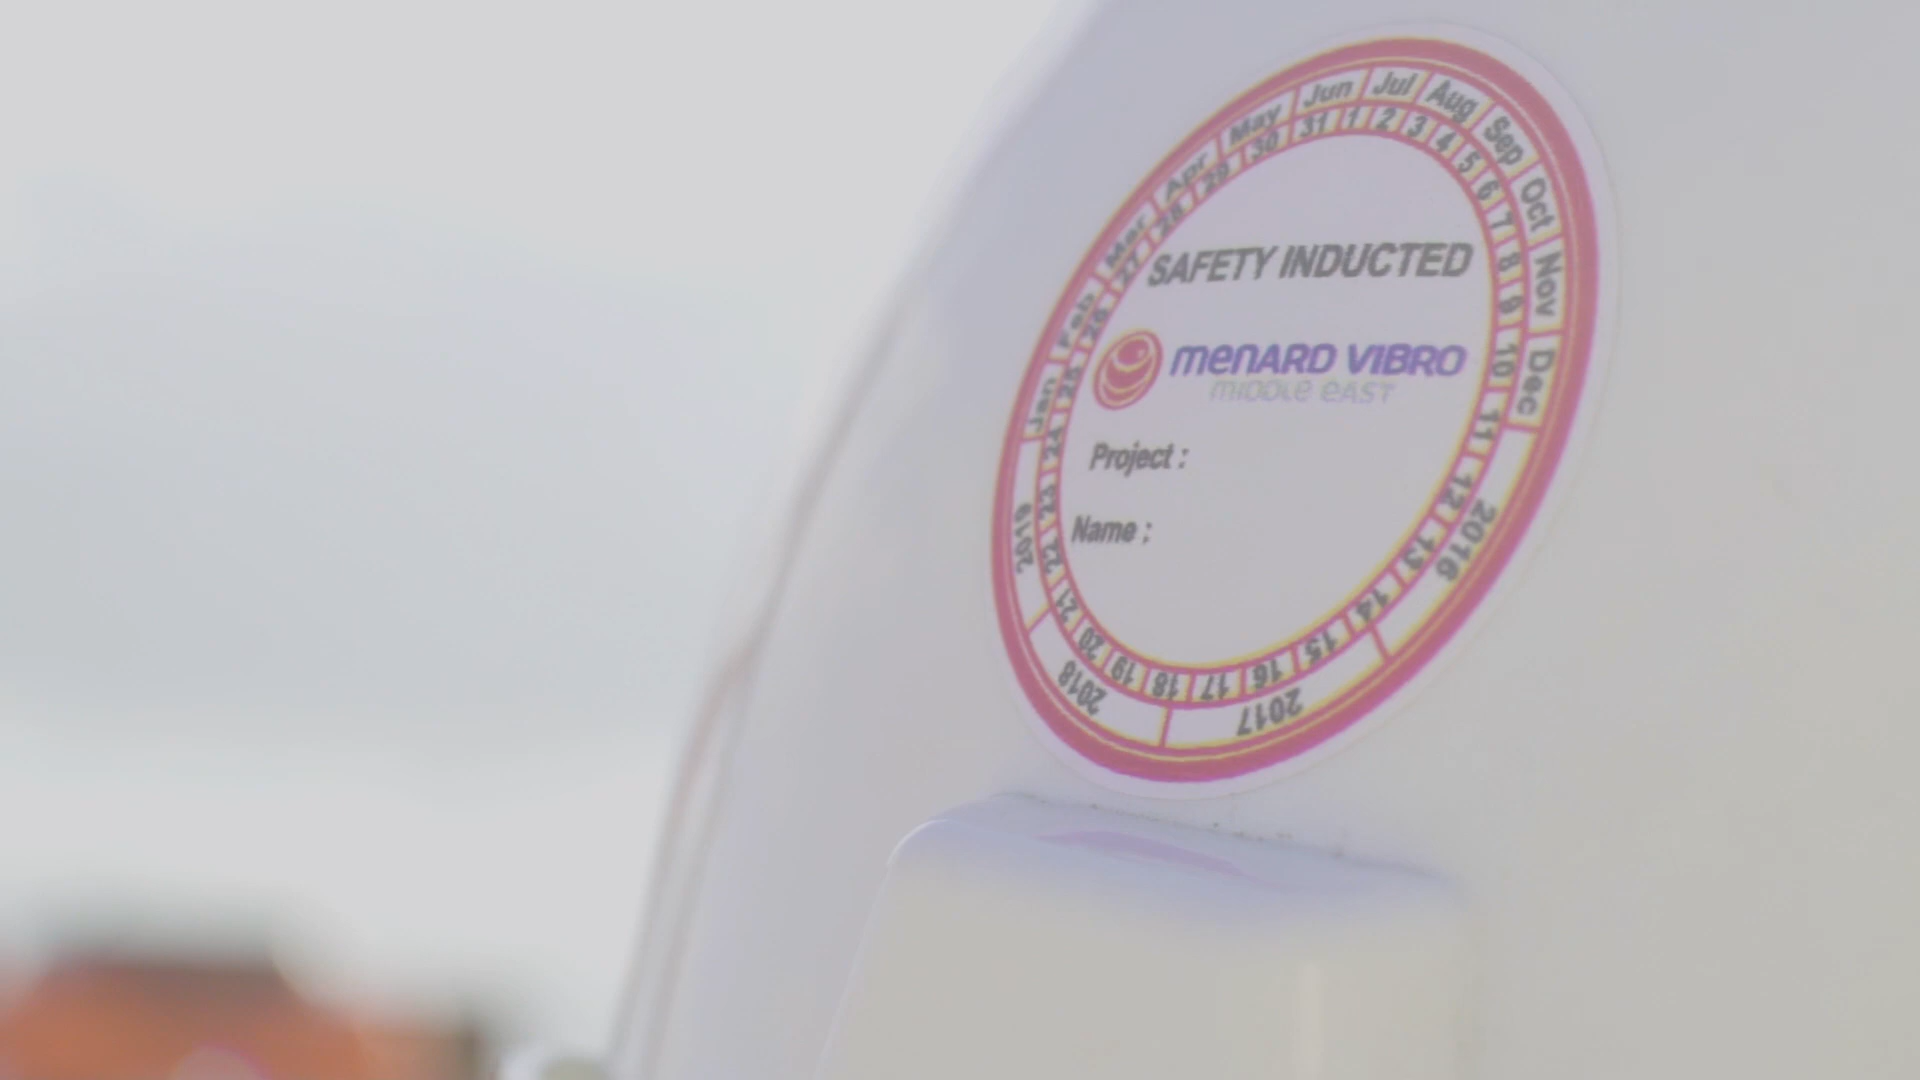 SAFETY INDUCTED
menARD VIBRO
mIDDLe eAST
Project :
Name :
Jan Feb Mar Apr May Jun Jul Aug Sep Oct Nov Dec
2016 2017 2018 2019
1 2 3 4 5 6 7 8 9 10 11 12 13 14 15 16 17 18 19 20 21 22 23 24 25 26 27 28 29 30 31